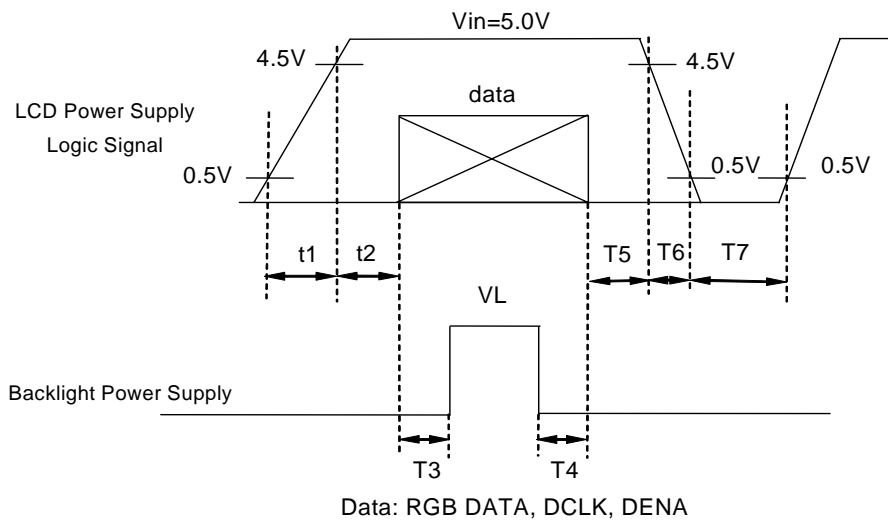 Vin=5.0V
4.5V
4.5V
data
LCD Power Supply
Logic Signal
0.5V
0.5V
0.5V
t1
t2
T5
T6
T7
VL
Backlight Power Supply
T3
T4
Data: RGB DATA, DCLK, DENA